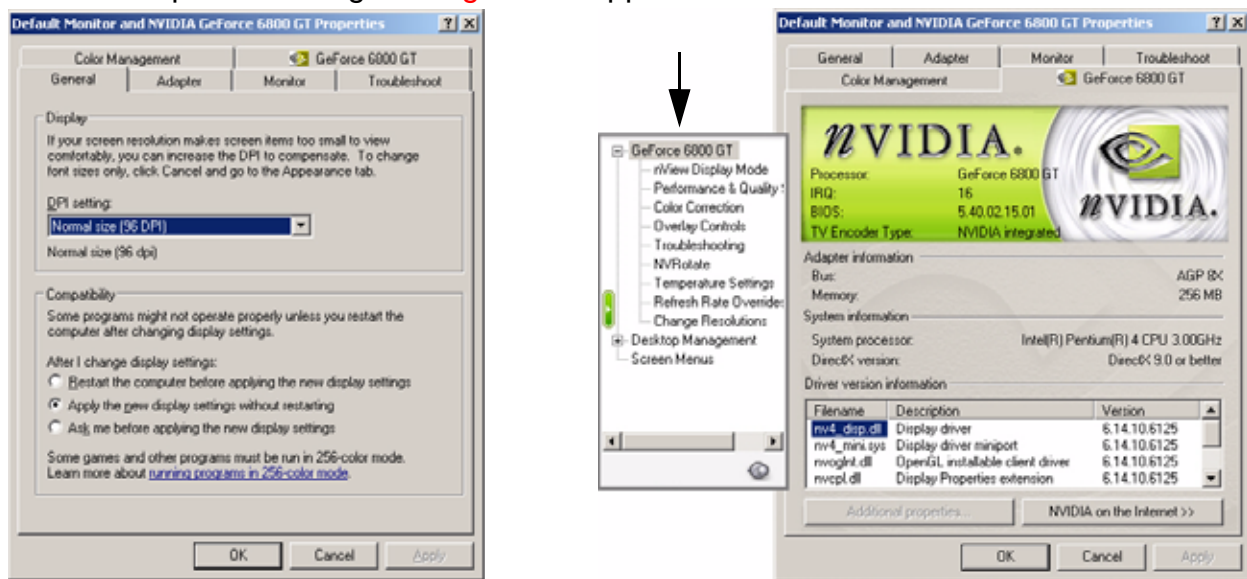 Default Monitor and NVIDIA GeForce 6800 GT Properties
Color Management
GeForce 6800 GT
General
Adapter
Monitor
Troubleshoot
Display
If your screen resolution makes screen items too small to view
comfortably, you can increase the DPI to compensate. To change
font sizes only, click Cancel and go to the Appearance tab.
DPI setting:
Normal size (96 DPI)
Normal size (96 dpi)
Compatibility
Some programs might not operate properly unless you restart the
computer after changing display settings.
After I change display settings:
Restart the computer before applying the new display settings
Apply the new display settings without restarting
Ask me before applying the new display settings
Some games and other programs must be run in 256-color mode.
Learn more about running programs in 256-color mode.
OK
Cancel
Apply
GeForce 6800 GT
nView Display Mode
Performance & Quality
Color Correction
Overlay Controls
Troubleshooting
NVRotate
Temperature Settings
Refresh Rate Overrides
Change Resolutions
Desktop Management
Screen Menus
Default Monitor and NVIDIA GeForce 6800 GT Properties
General
Adapter
Monitor
Troubleshoot
Color Management
GeForce 6800 GT
nVIDIA.
Processor: GeForce 6800 GT
IRQ: 16
BIOS: 5.40.02.15.01
TV Encoder Type: NVIDIA integrated
nVIDIA.
Adapter information
Bus: AGP 8X
Memory: 256 MB
System information
System processor: Intel(R) Pentium(R) 4 CPU 3.00GHz
DirectX version: DirectX 9.0 or better
Driver version information
Filename Description Version
nv4_disp.dll Display driver 6.14.10.6125
nv4_mini.sys Display driver miniport 6.14.10.6125
nvoglnt.dll OpenGL installable client driver 6.14.10.6125
nvcpl.dll Display Properties extension 6.14.10.6125
Additional properties...
NVIDIA on the Internet >>
OK
Cancel
Apply